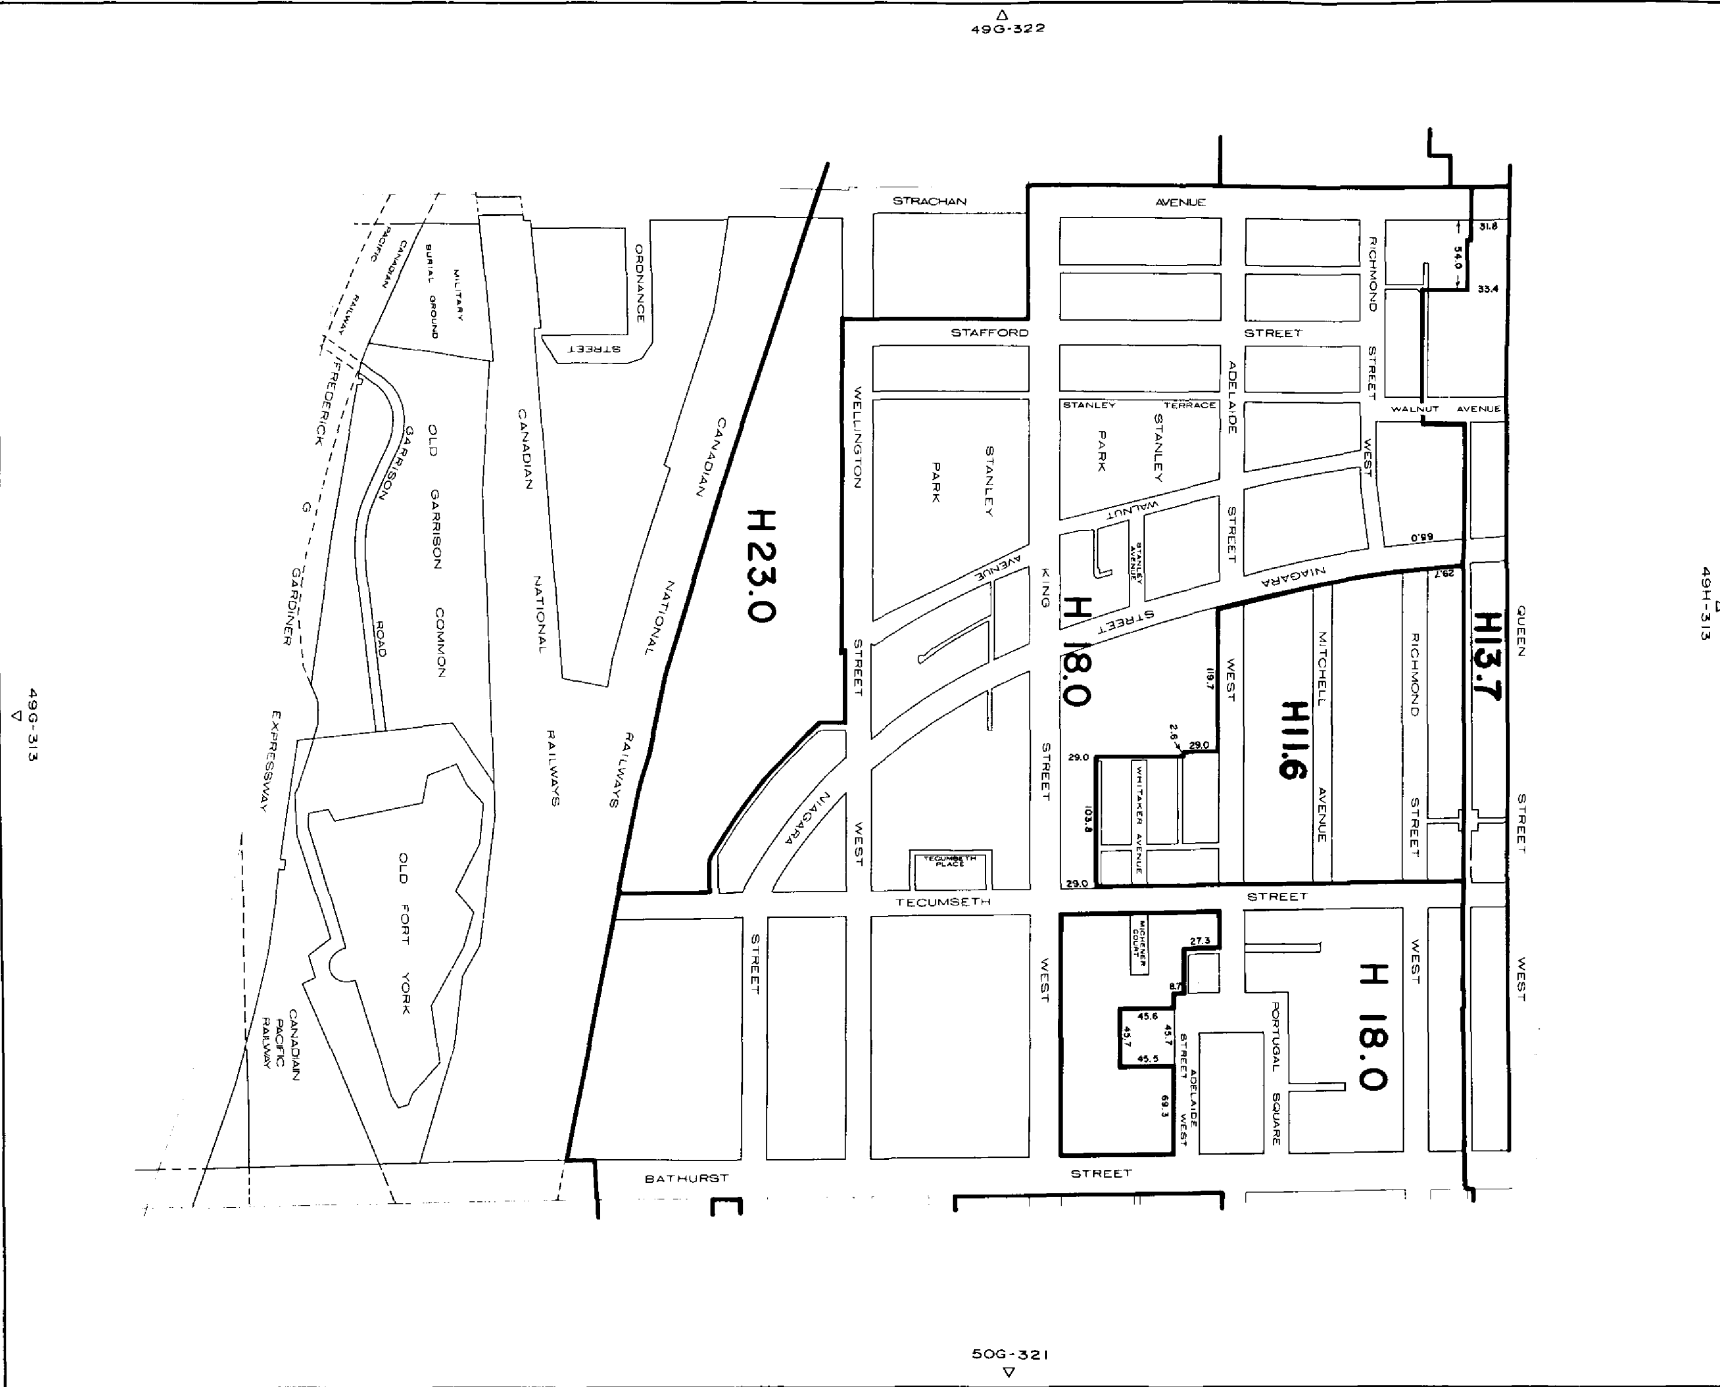 49G-322
STRACHAN
AVENUE
31.8
54.0
33.4
RICHMOND
STREET
WEST
PACIFIC
CANADIAN
RAILWAY
MILITARY
BURIAL GROUND
ORDNANCE
STREET
STAFFORD
STREET
STANLEY
TERRACE
WALNUT
AVENUE
ADELAIDE
STREET
WEST
STANLEY
PARK
STANLEY
PARK
WELLINGTON
STREET
WEST
FREDERICK
G
GARDINER
EXPRESSWAY
GARRISON
ROAD
OLD
GARRISON
COMMON
CANADIAN
NATIONAL
RAILWAYS
CANADIAN
NATIONAL
RAILWAYS
H 23.0
WALNUT
AVENUE
STANLEY
AVENUE
NIAGARA
STREET
65.0
29.7
KING
STREET
WEST
H 18.0
H13.7
QUEEN
STREET
WEST
MITCHELL
AVENUE
RICHMOND
STREET
WEST
H11.6
119.7
2.6
29.0
29.0
103.8
29.0
WHITAKER AVENUE
NIAGARA
STREET
TECUMSETH
PLACE
TECUMSETH
STREET
MICHENER
COURT
27.3
8.7
45.6
45.7
45.7
45.5
69.3
STREET
ADELAIDE
WEST
PORTUGAL
SQUARE
H 18.0
OLD
FORT
YORK
CANADIAN
PACIFIC
RAILWAY
BATHURST
STREET
49G-313
49H-313
50G-321